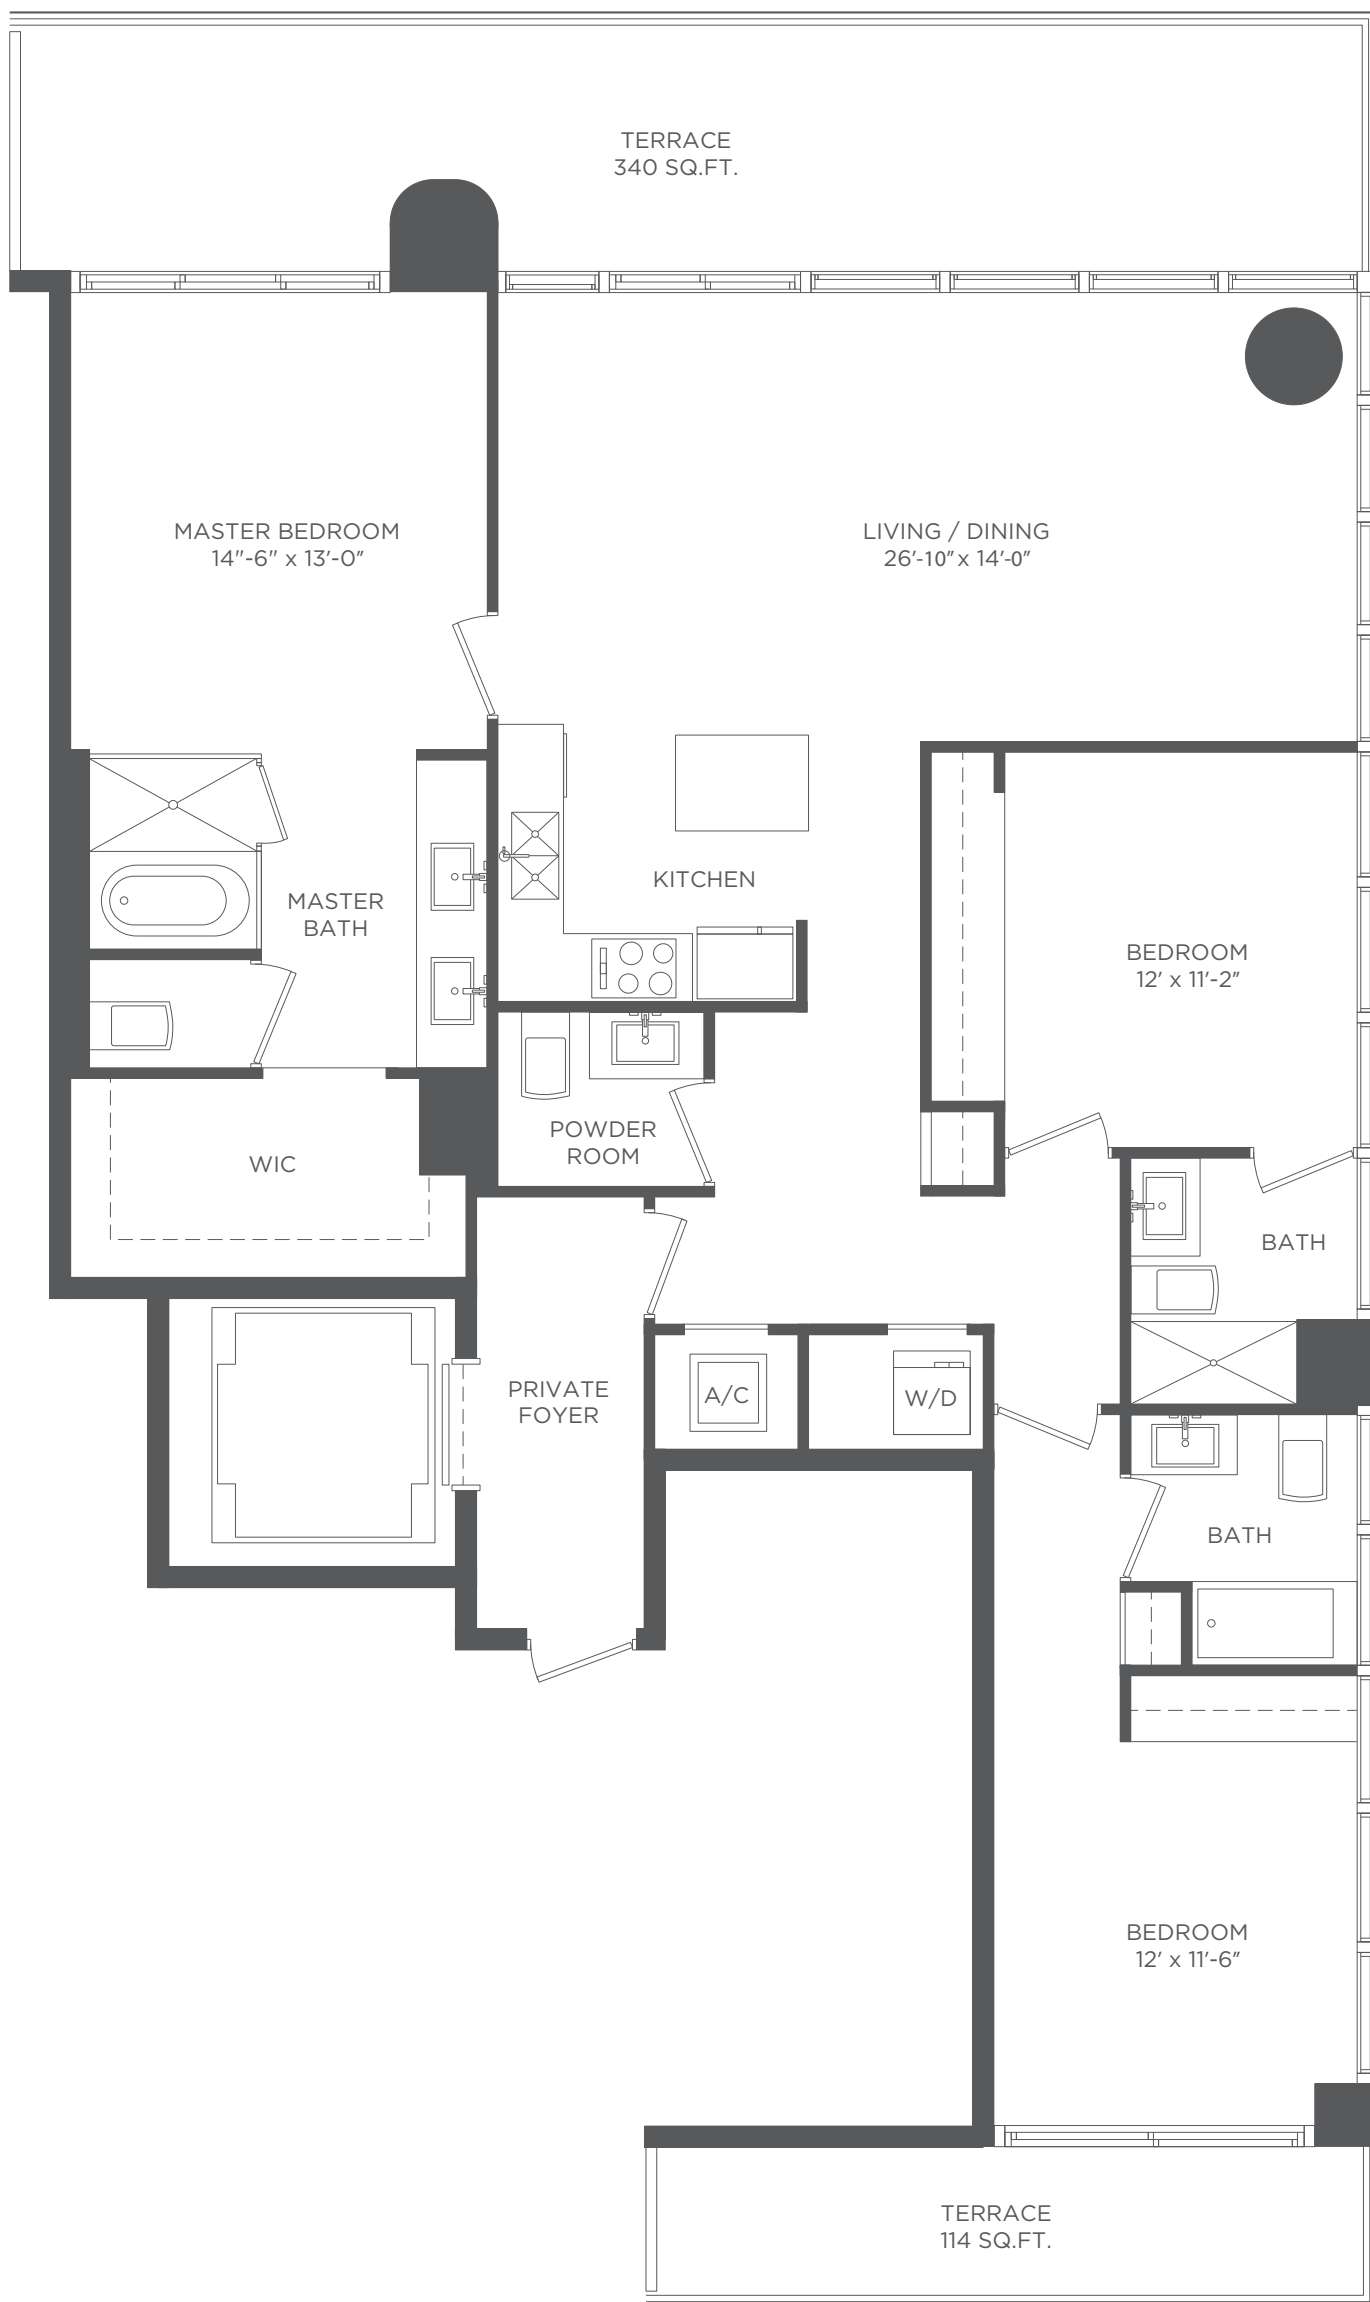 TERRACE
340 SQ.FT.
MASTER BEDROOM
14"-6" x 13'-0"
LIVING / DINING
26'-10" x 14'-0"
KITCHEN
MASTER
BATH
BEDROOM
12' x 11'-2"
POWDER
ROOM
WIC
BATH
PRIVATE
FOYER
A/C
W/D
BATH
BEDROOM
12' x 11'-6"
TERRACE
114 SQ.FT.